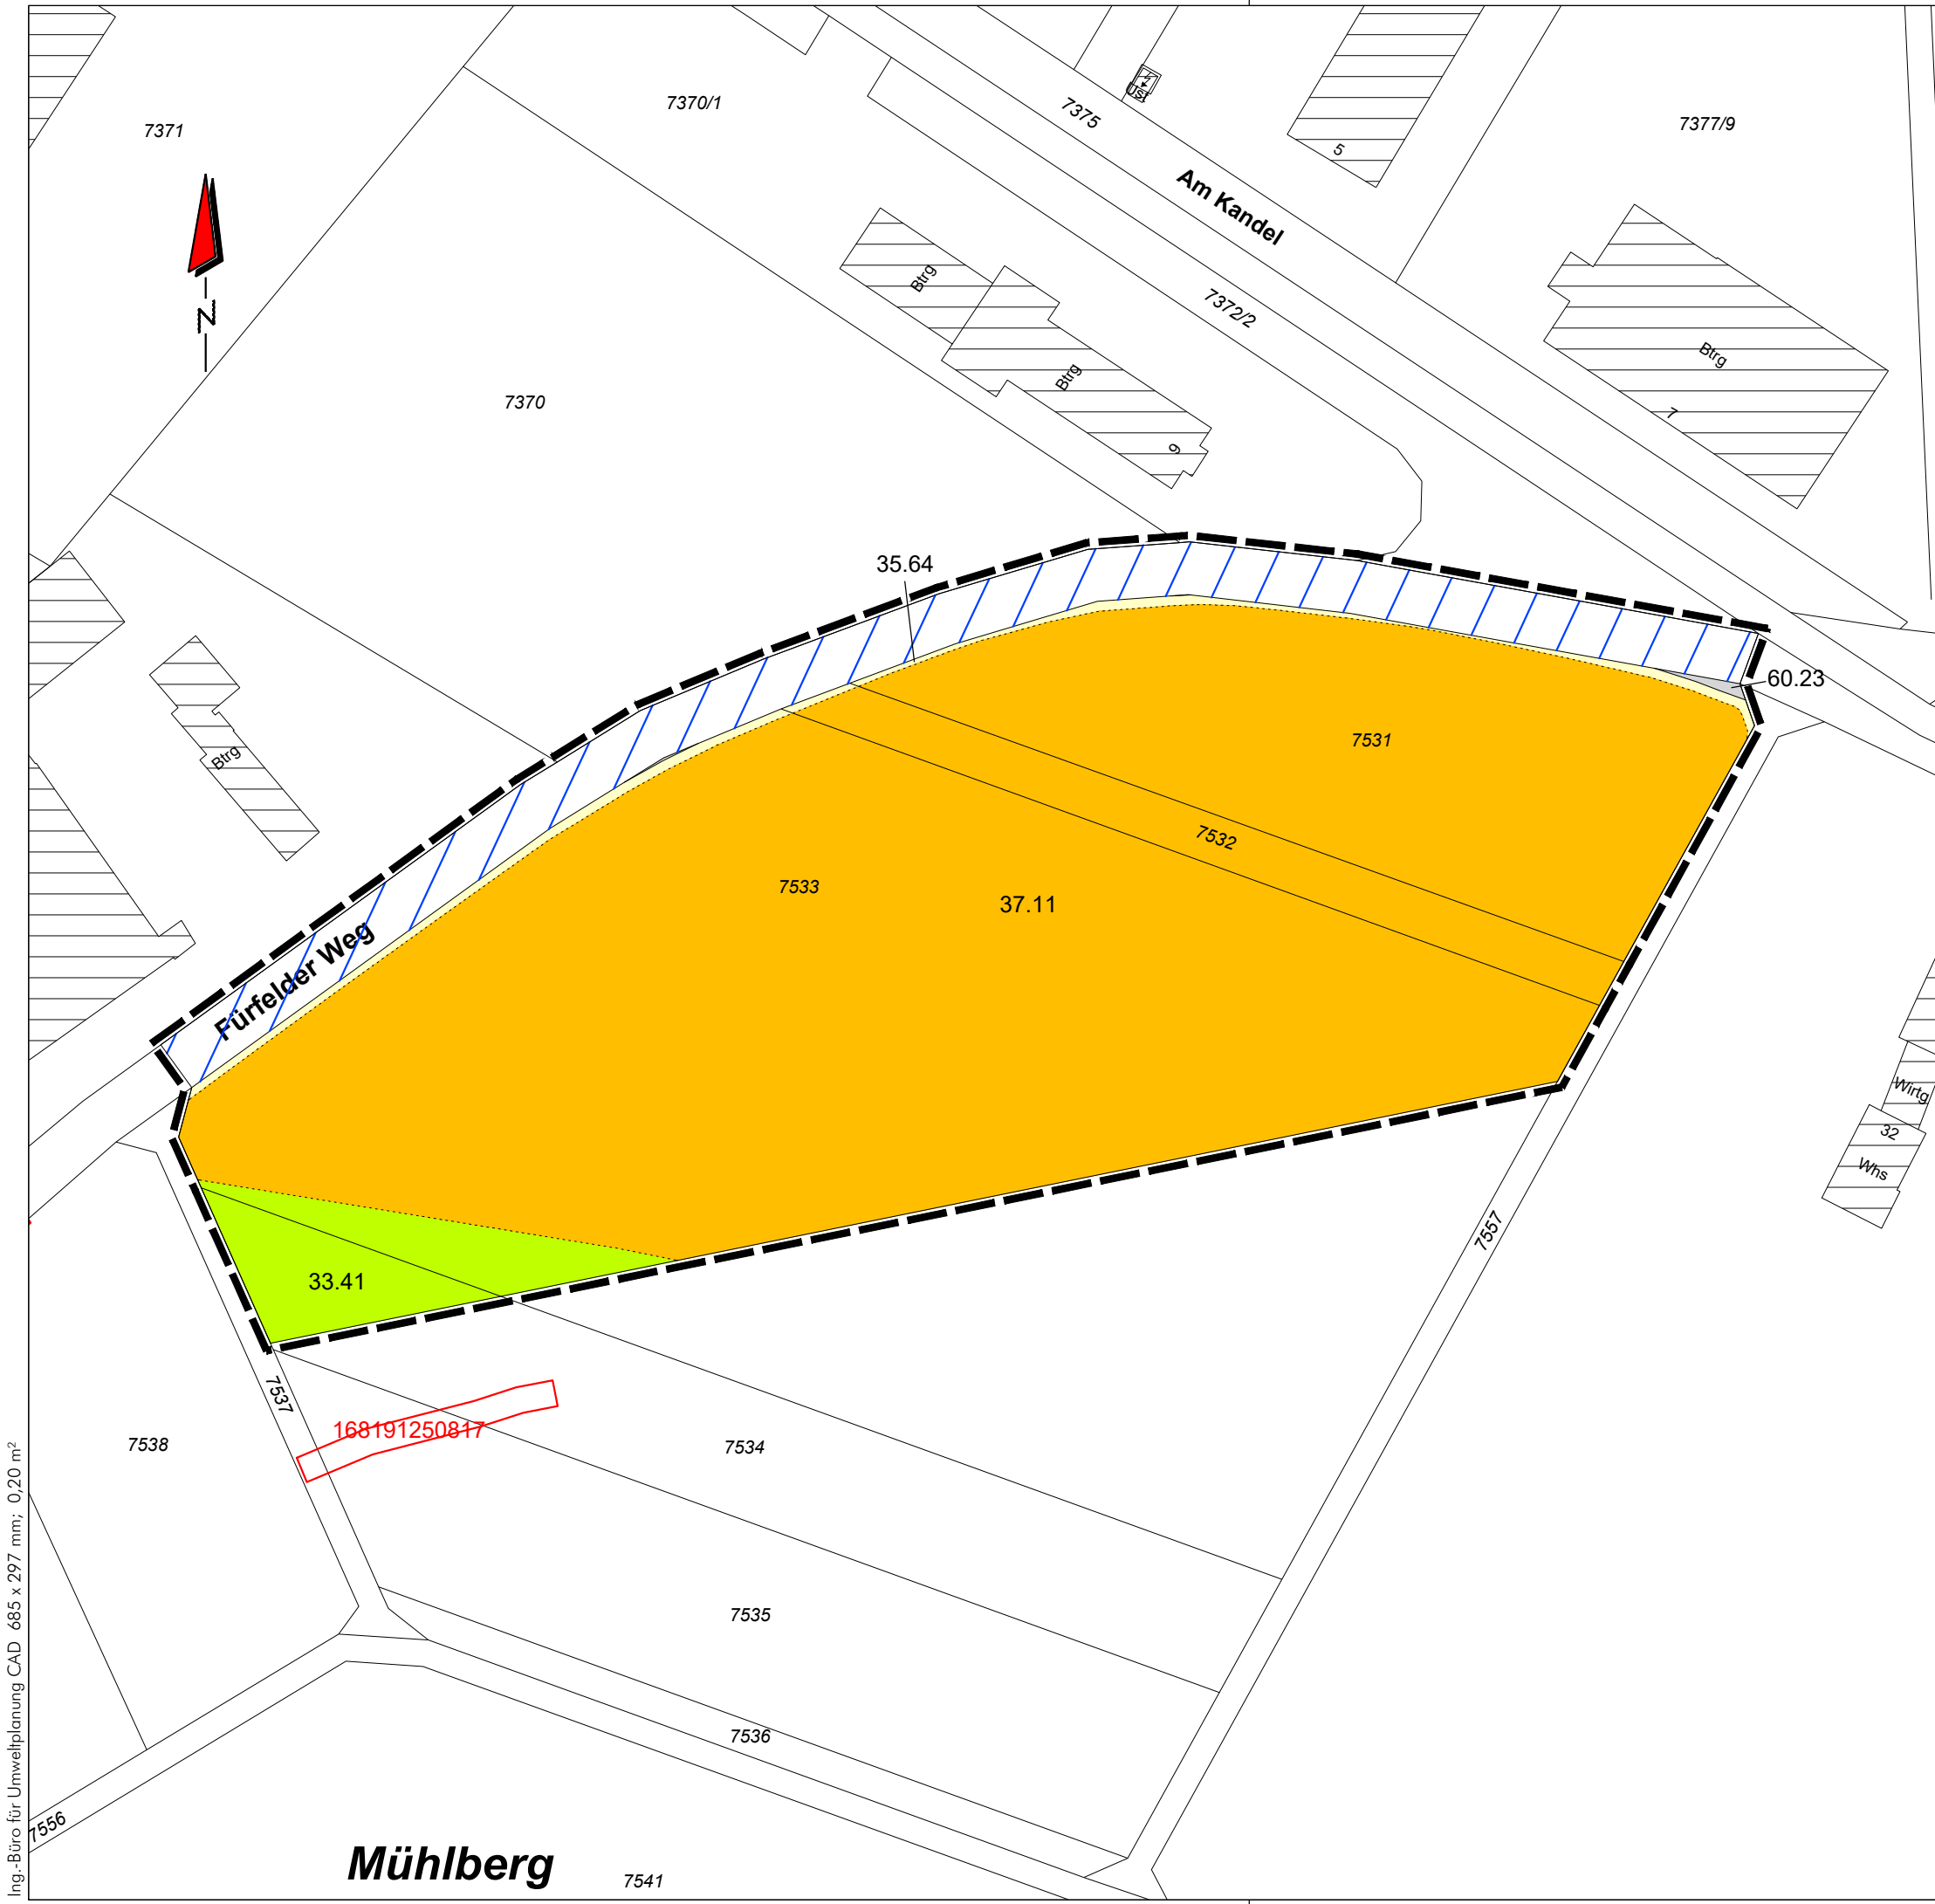 7371
7370/1
7375
USt
5
7377/9
Am Kandel
N
Btrg
7372/2
Btrg
Btrg
7370
7
9
35.64
60.23
7531
Btrg
7532
7533
37.11
Fürfelder Weg
Wirtg
32
Whs
7557
33.41
7537
168191250817
7538
7534
7535
7536
7556
Mühlberg
7541
Ing.-Büro für Umweltplanung CAD 685 x 297 mm; 0,20 m²